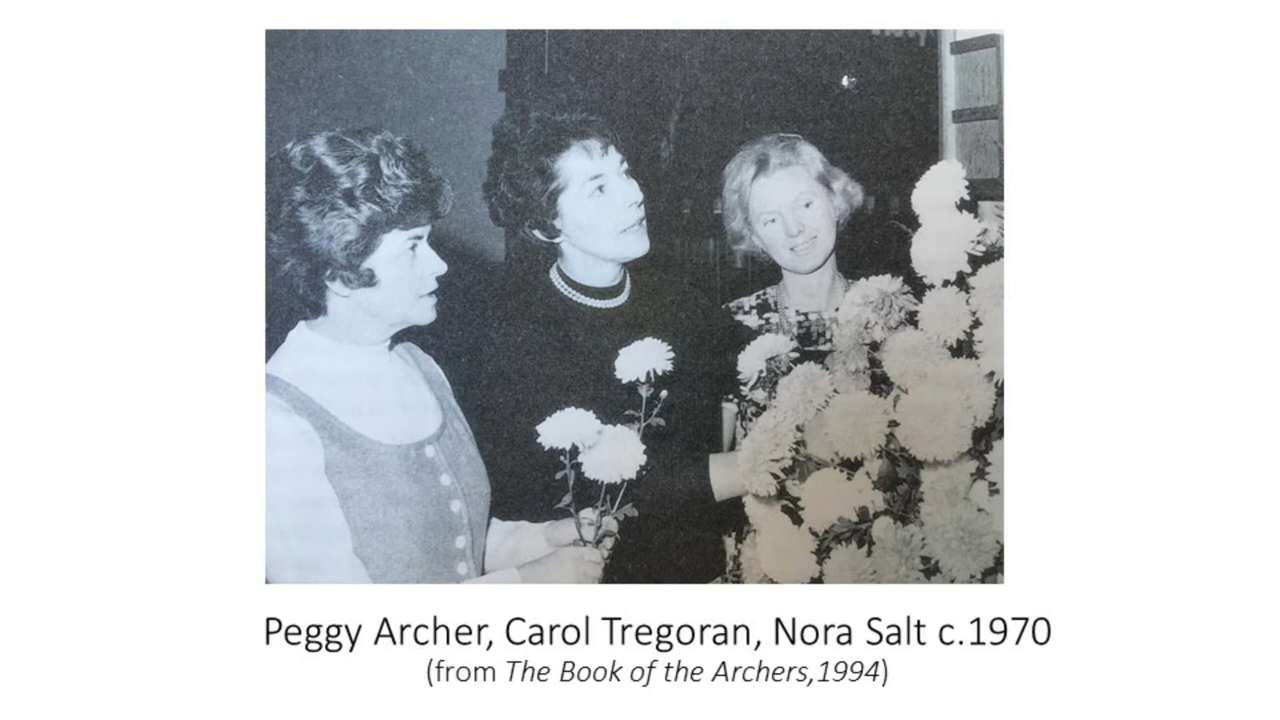 Peggy Archer, Carol Tregoran, Nora Salt c.1970
(from The Book of the Archers,1994)